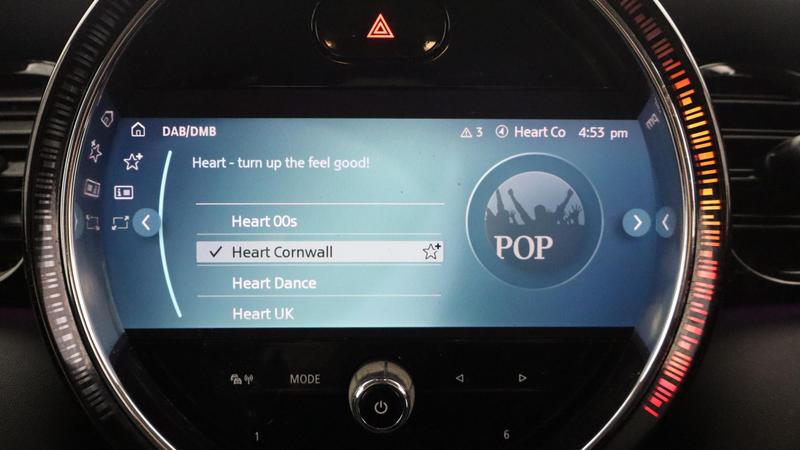 DAB/DMB
3 Heart Co 4:53 pm
Heart - turn up the feel good!
Heart 00s
Heart Cornwall
Heart Dance
Heart UK
POP
MODE
1 6